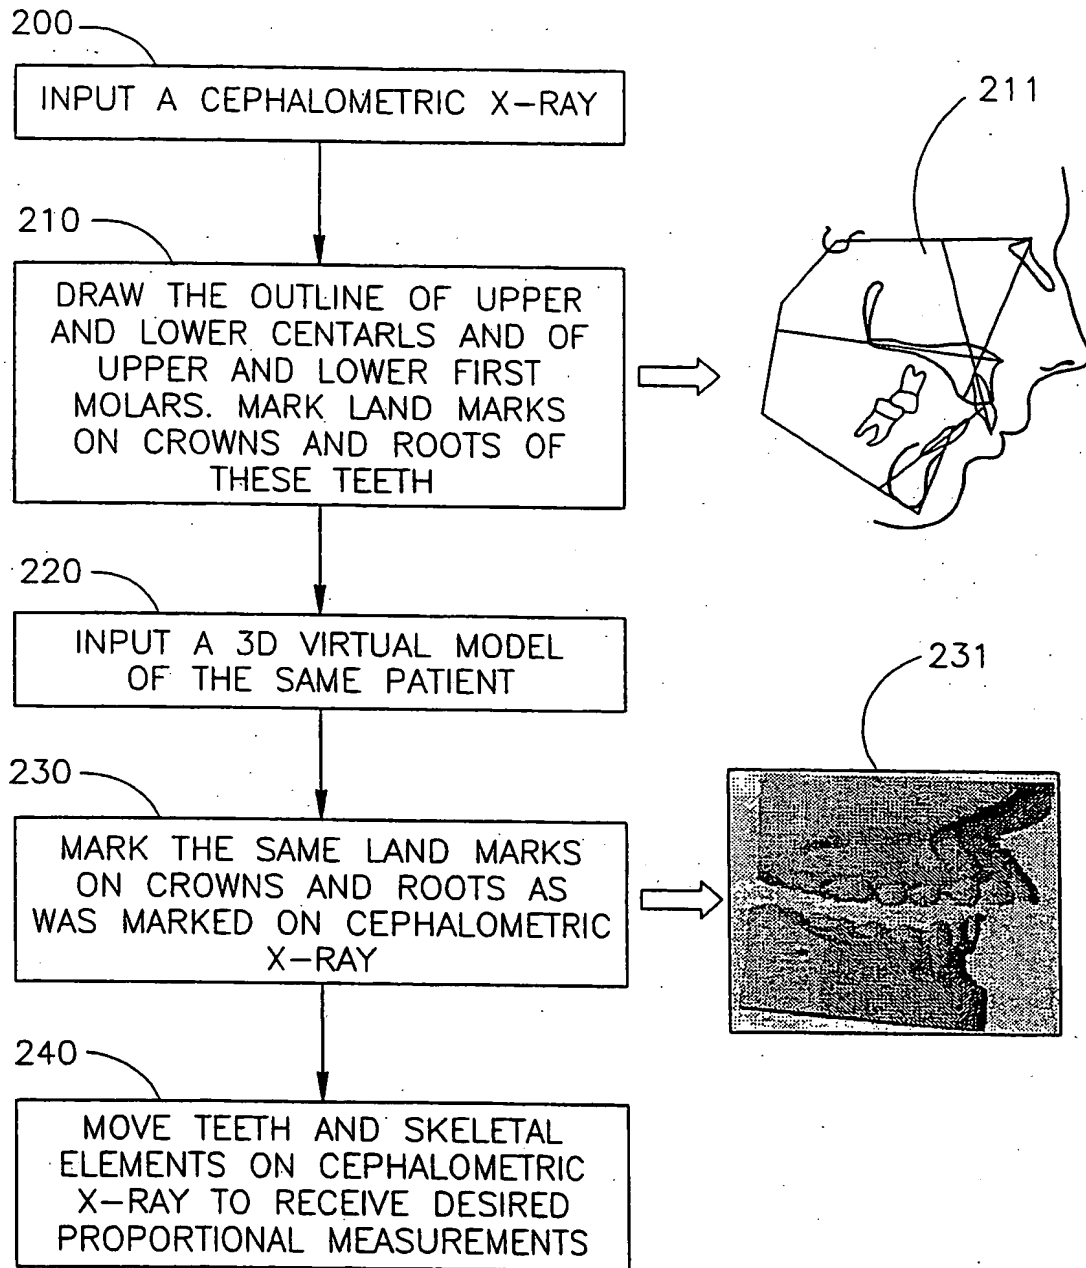 200
INPUT A CEPHALOMETRIC X-RAY
211
210
DRAW THE OUTLINE OF UPPER
AND LOWER CENTARLS AND OF
UPPER AND LOWER FIRST
MOLARS. MARK LAND MARKS
ON CROWNS AND ROOTS OF
THESE TEETH
220
INPUT A 3D VIRTUAL MODEL
OF THE SAME PATIENT
231
230
MARK THE SAME LAND MARKS
ON CROWNS AND ROOTS AS
WAS MARKED ON CEPHALOMETRIC
X-RAY
240
MOVE TEETH AND SKELETAL
ELEMENTS ON CEPHALOMETRIC
X-RAY TO RECEIVE DESIRED
PROPORTIONAL MEASUREMENTS